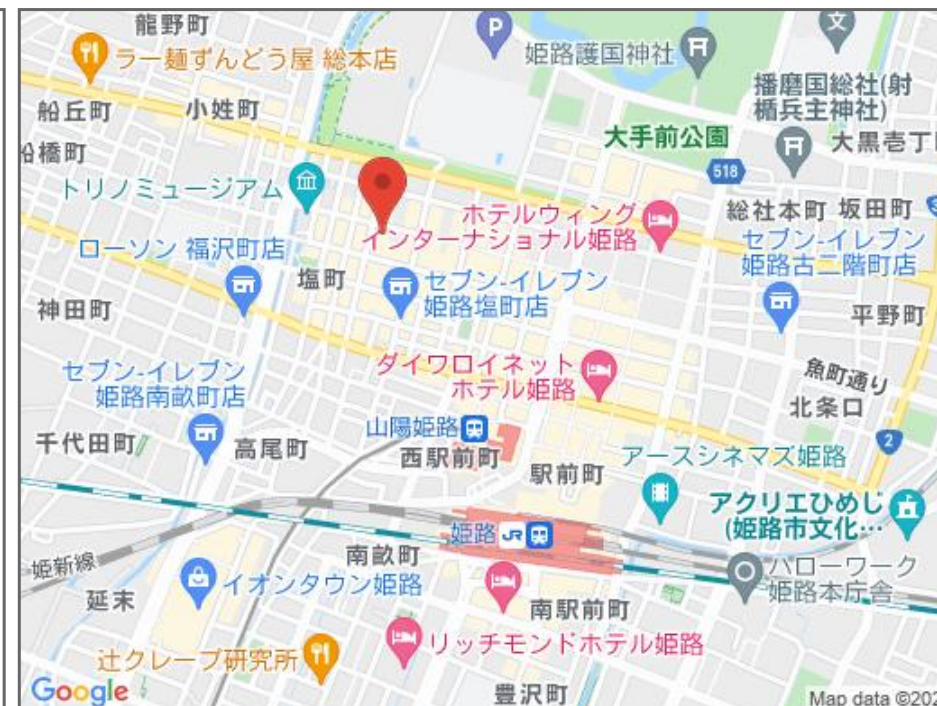 龍野町
P
文
ラー麺ずんどう屋 総本店
姫路護国神社
播磨国総社(射
楯兵主神社)
船丘町
小姓町
大手前公園
大黒壱丁
船橋町
トリノミュージアム
518
ホテルウィング
インターナショナル姫路
総社本町
坂田町
セブン-イレブン
姫路古二階町店
ローソン 福沢町店
塩町
セブン-イレブン
姫路塩町店
神田町
平野町
セブン-イレブン
姫路南畝町店
ダイワロイネット
ホテル姫路
魚町通り
北条口
山陽姫路
千代田町
高尾町
西駅前町
2
アースシネマズ姫路
駅前町
アクリエひめじ
(姫路市文化…
姫路
JR
南畝町
姫新線
ハローワーク
姫路本庁舎
延末
イオンタウン姫路
南駅前町
リッチモンドホテル姫路
辻クレープ研究所
豊沢町
Google
Map data ©202